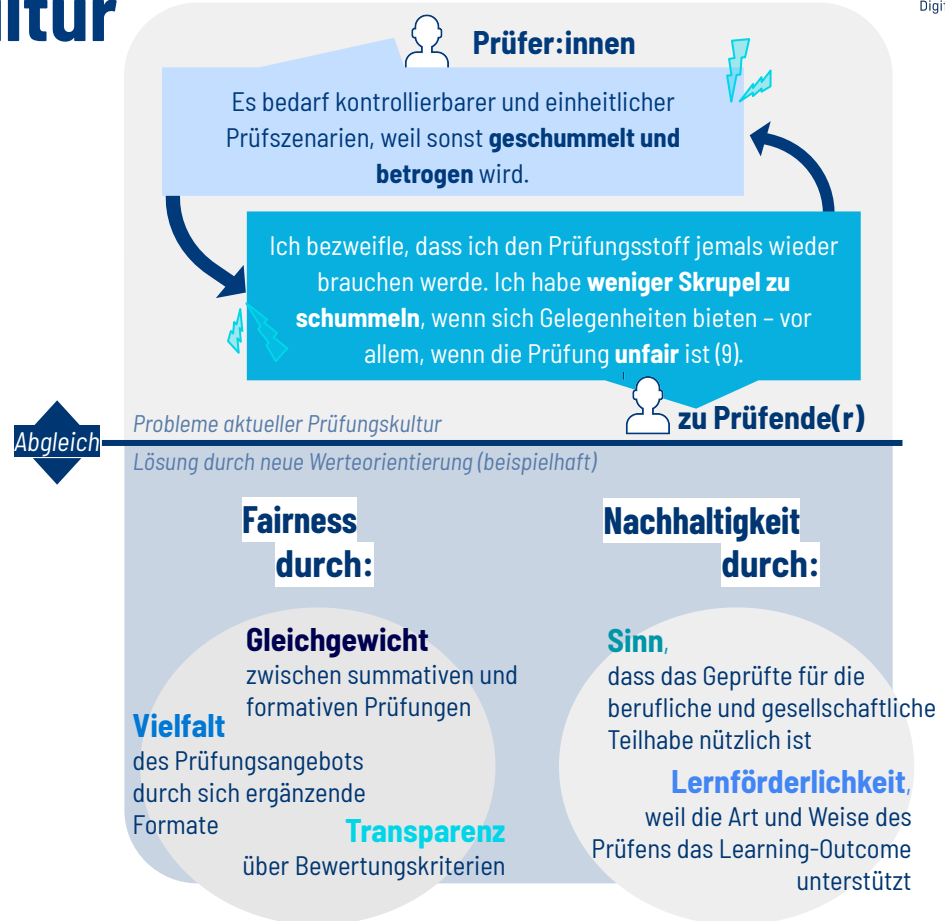 Digit
ultur
Prüfer:innen
Es bedarf kontrollierbarer und einheitlicher
Prüfszenarien, weil sonst geschummelt und
betrogen wird.
Ich bezweifle, dass ich den Prüfungsstoff jemals wieder
brauchen werde. Ich habe weniger Skrupel zu
schummeln, wenn sich Gelegenheiten bieten – vor
allem, wenn die Prüfung unfair ist (9).
zu Prüfende(r)
Probleme aktueller Prüfungskultur
Abgleich
Lösung durch neue Werteorientierung (beispielhaft)
Fairness
durch:
Gleichgewicht
zwischen summativen und
formativen Prüfungen
Vielfalt
des Prüfungsangebots
durch sich ergänzende
Formate
Transparenz
über Bewertungskriterien
Nachhaltigkeit
durch:
Sinn,
dass das Geprüfte für die
berufliche und gesellschaftliche
Teilhabe nützlich ist
Lernförderlichkeit,
weil die Art und Weise des
Prüfens das Learning-Outcome
unterstützt